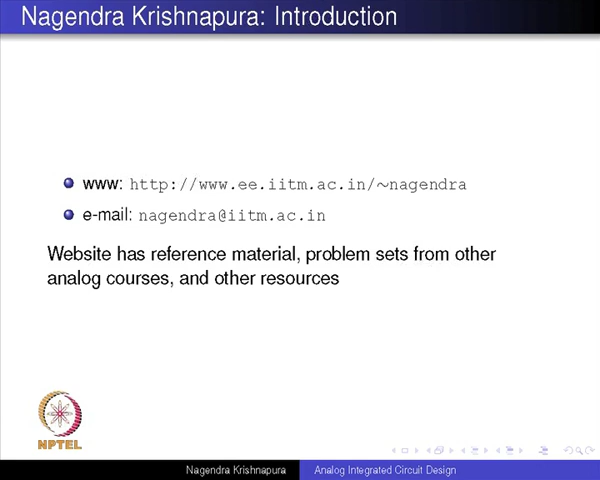 Nagendra Krishnapura: Introduction
www: http://www.ee.iitm.ac.in/∼nagendra
e-mail: nagendra@iitm.ac.in
Website has reference material, problem sets from other
analog courses, and other resources
NPTEL
Nagendra Krishnapura Analog Integrated Circuit Design